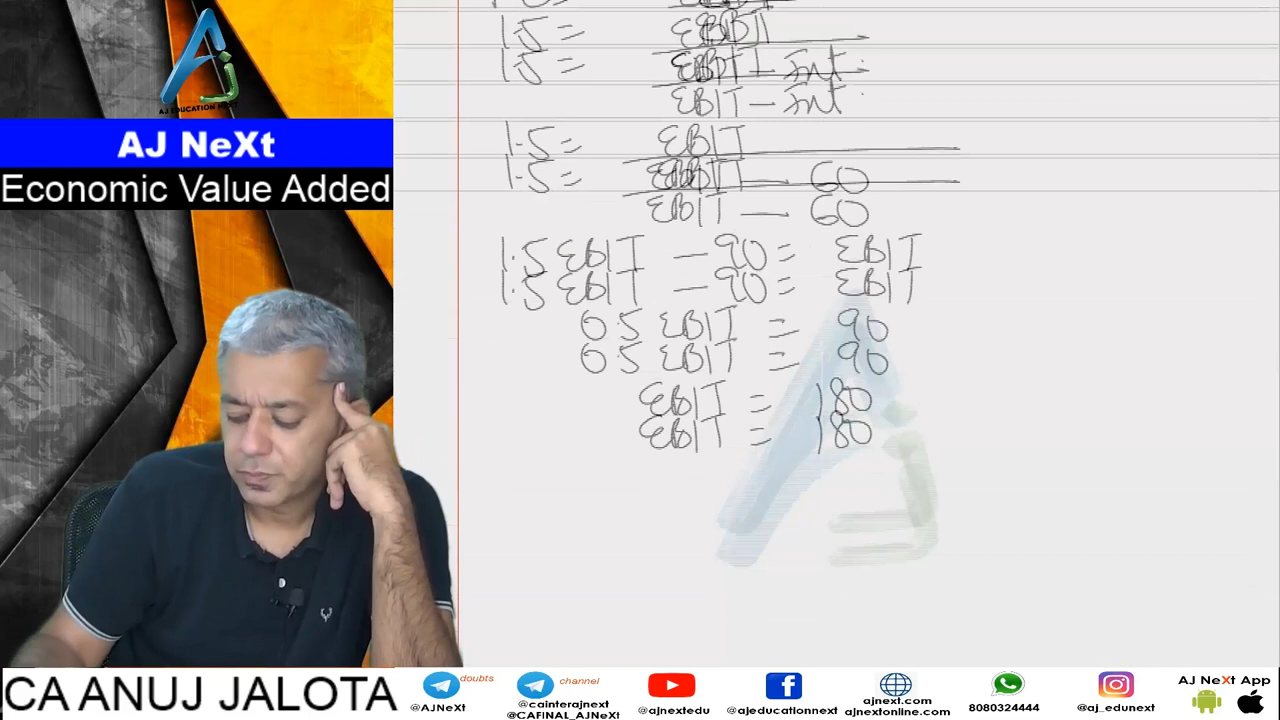 AJ EDUCATION NEXT
AJ NeXt
Economic Value Added
1.5 = EBIT
1.5 = EBIT - Int.
EBIT - Int.
1.5 = EBIT
1.5 = EBIT - 60
EBIT - 60
1.5 EBIT - 90 = EBIT
1.5 EBIT - 90 = EBIT
0.5 EBIT = 90
0.5 EBIT = 90
EBIT = 180
EBIT = 180
CA ANUJ JALOTA
doubts
@AJNeXt
channel
@cainterajnext
@CAFINAL_AJNeXt
@ajnextedu
@ajeducationnext
ajnext.com
ajnextonline.com
8080324444
@aj_edunext
AJ NeXt App